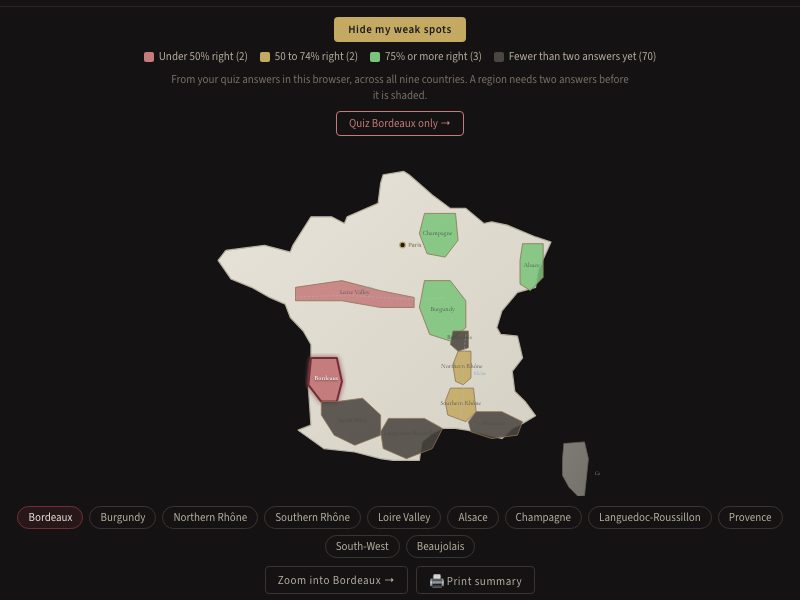 Hide my weak spots
Under 50% right (2) 50 to 74% right (2) 75% or more right (3) Fewer than two answers yet (70)
From your quiz answers in this browser, across all nine countries. A region needs two answers before
it is shaded.
Quiz Bordeaux only →
Champagne
Paris
Alsace
Loire Valley
Burgundy
Northern Rhône
Rhône
Bordeaux
Southern Rhône
Bordeaux Burgundy Northern Rhône Southern Rhône Loire Valley Alsace Champagne Languedoc-Roussillon Provence
South-West Beaujolais
Zoom into Bordeaux → 🖨️ Print summary